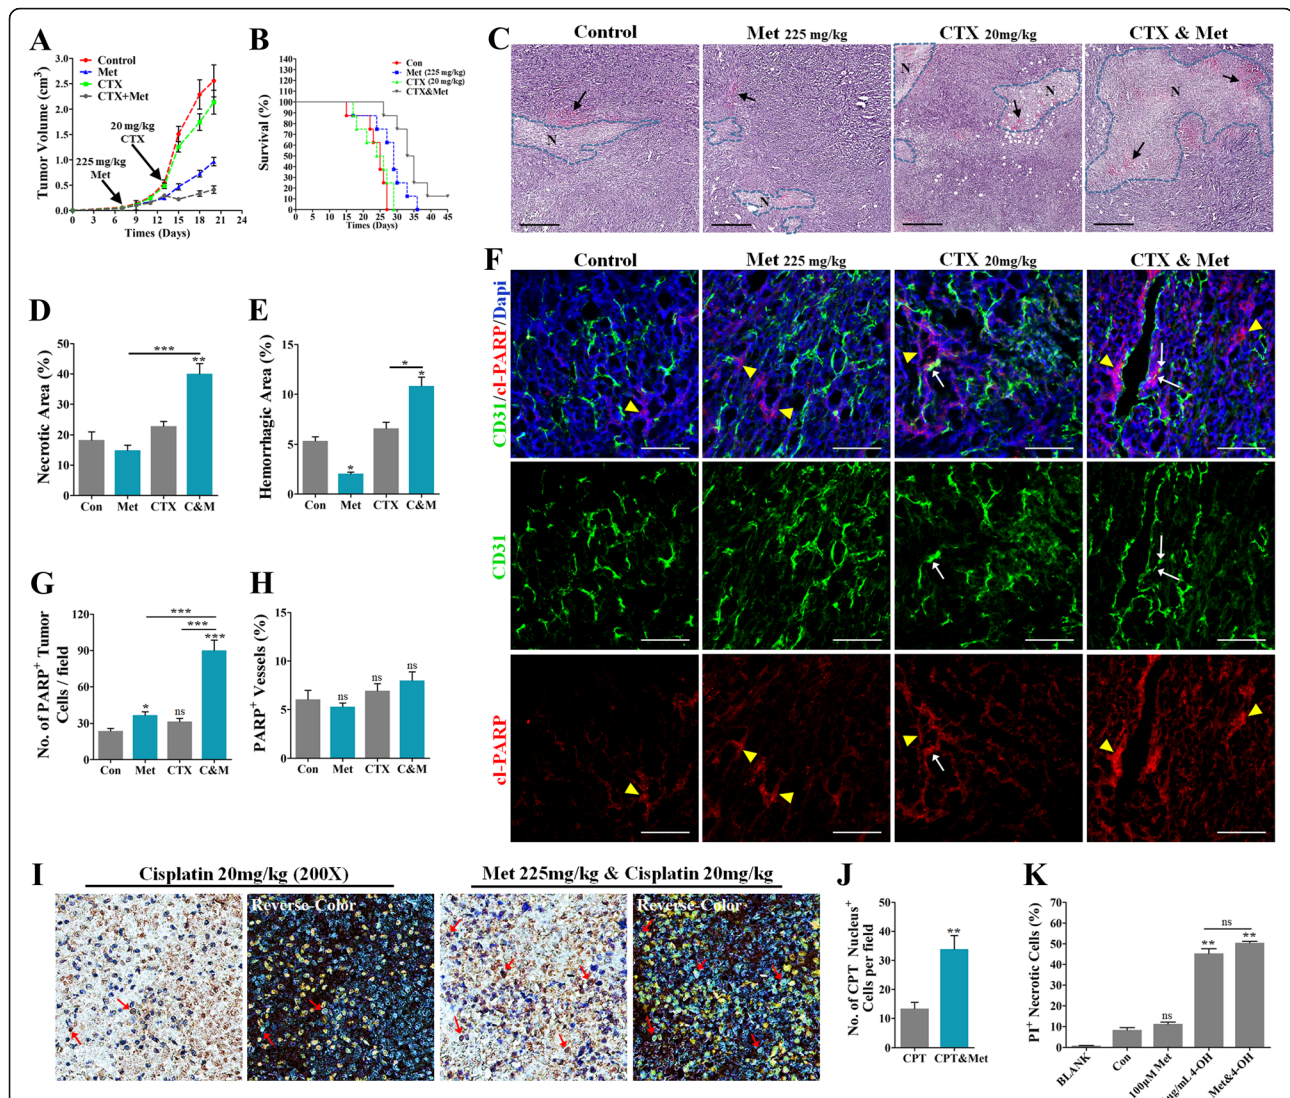 A
Control
Met
CTX
CTX+Met
Tumor Volume (cm3)
3.0
2.5
2.0
1.5
1.0
0.5
0.0
20 mg/kg
CTX
225 mg/kg
Met
0 3 6 9 12 15 18 21 24
Times (Days)
B
Con
Met (225 mg/kg)
CTX (20 mg/kg)
CTX&Met
Survival (%)
140
130
120
110
100
90
80
70
60
50
40
30
20
10
0
0 5 10 15 20 25 30 35 40 45
Times (Days)
C
Control
Met 225 mg/kg
CTX 20mg/kg
CTX & Met
N
N
N
N
N
D
Necrotic Area (%)
50
40
30
20
10
0
***
**
Con Met CTX C&M
E
Hemorrhagic Area (%)
15
10
5
0
*
*
*
Con Met CTX C&M
F
Control
Met 225 mg/kg
CTX 20mg/kg
CTX & Met
CD31/cl-PARP/Dapi
CD31
cl-PARP
G
No. of PARP+ Tumor
Cells / field
120
90
60
30
0
***
***
***
*
ns
Con Met CTX C&M
H
PARP+ Vessels (%)
15
10
5
0
ns
ns
ns
Con Met CTX C&M
I
Cisplatin 20mg/kg (200X)
Met 225mg/kg & Cisplatin 20mg/kg
Reverse-Color
Reverse-Color
J
No. of CPT Nucleus+
Cells per field
50
40
30
20
10
0
**
CPT CPT&Met
K
PI+ Necrotic Cells (%)
70
60
50
40
30
20
10
0
ns
**
ns
**
BLANK
Con
100μM Met
μg/mL 4-OH
Met&4-OH